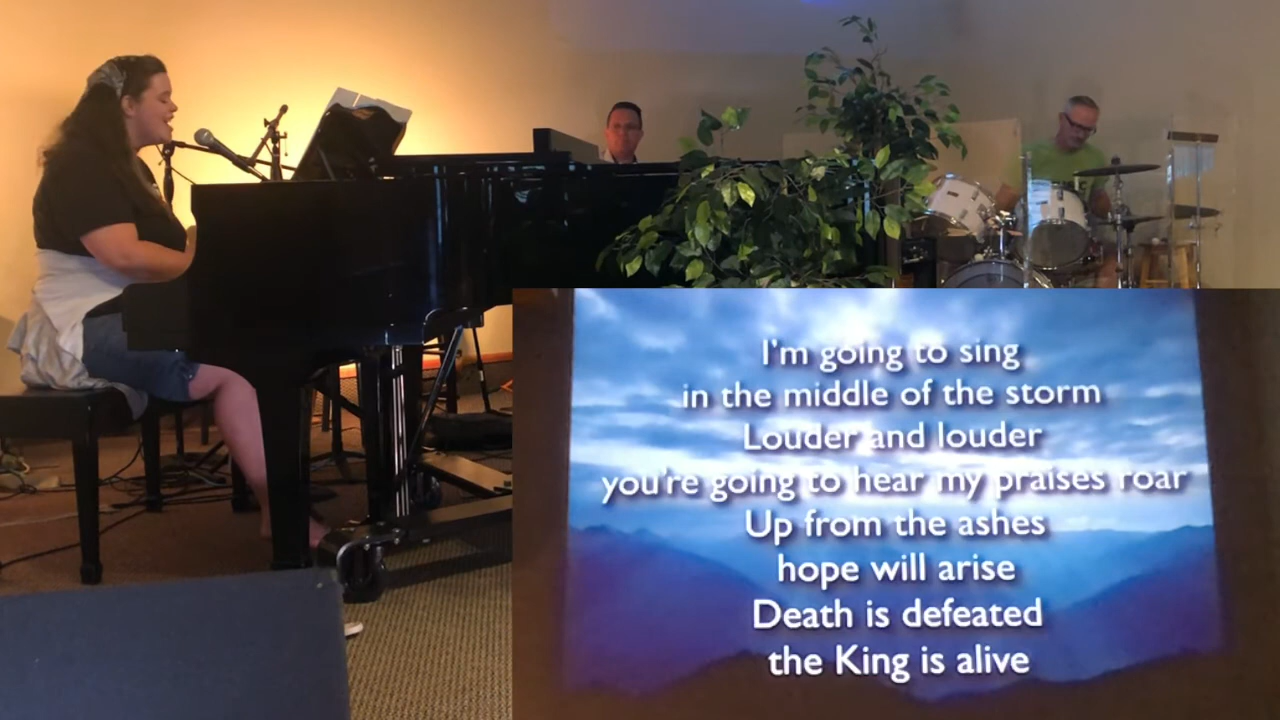 I'm going to sing
in the middle of the storm
Louder and louder
you're going to hear my praises roar
Up from the ashes
hope will arise
Death is defeated
the King is alive